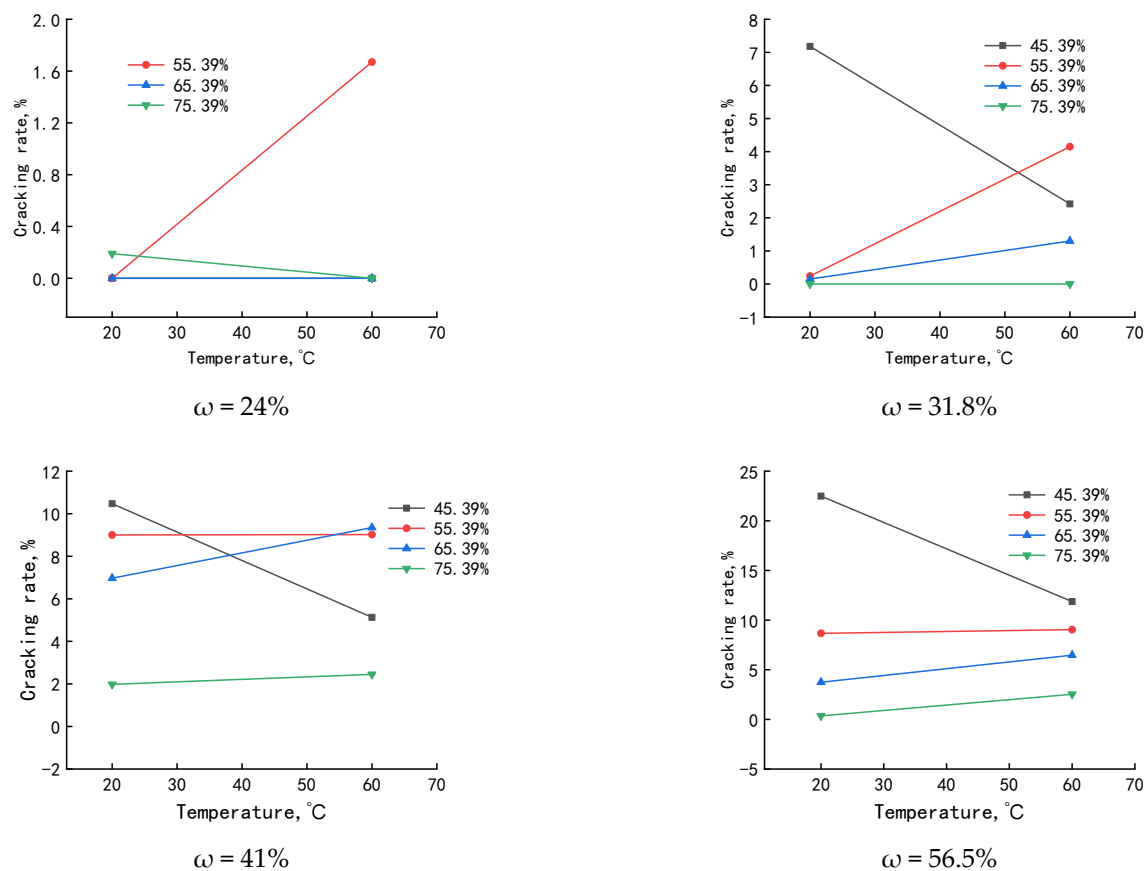 2.0
1.6
1.2
0.8
0.4
0.0
Cracking rate,%
55.39%
65.39%
75.39%
20 30 40 50 60 70
Temperature,℃
ω = 24%
8
7
6
5
4
3
2
1
0
−1
Cracking rate,%
45.39%
55.39%
65.39%
75.39%
20 30 40 50 60 70
Temperature,℃
ω = 31.8%
12
10
8
6
4
2
0
−2
Cracking rate,%
45.39%
55.39%
65.39%
75.39%
20 30 40 50 60 70
Temperature,℃
ω = 41%
25
20
15
10
5
0
−5
Cracking rate,%
45.39%
55.39%
65.39%
75.39%
20 30 40 50 60 70
Temperature,℃
ω = 56.5%